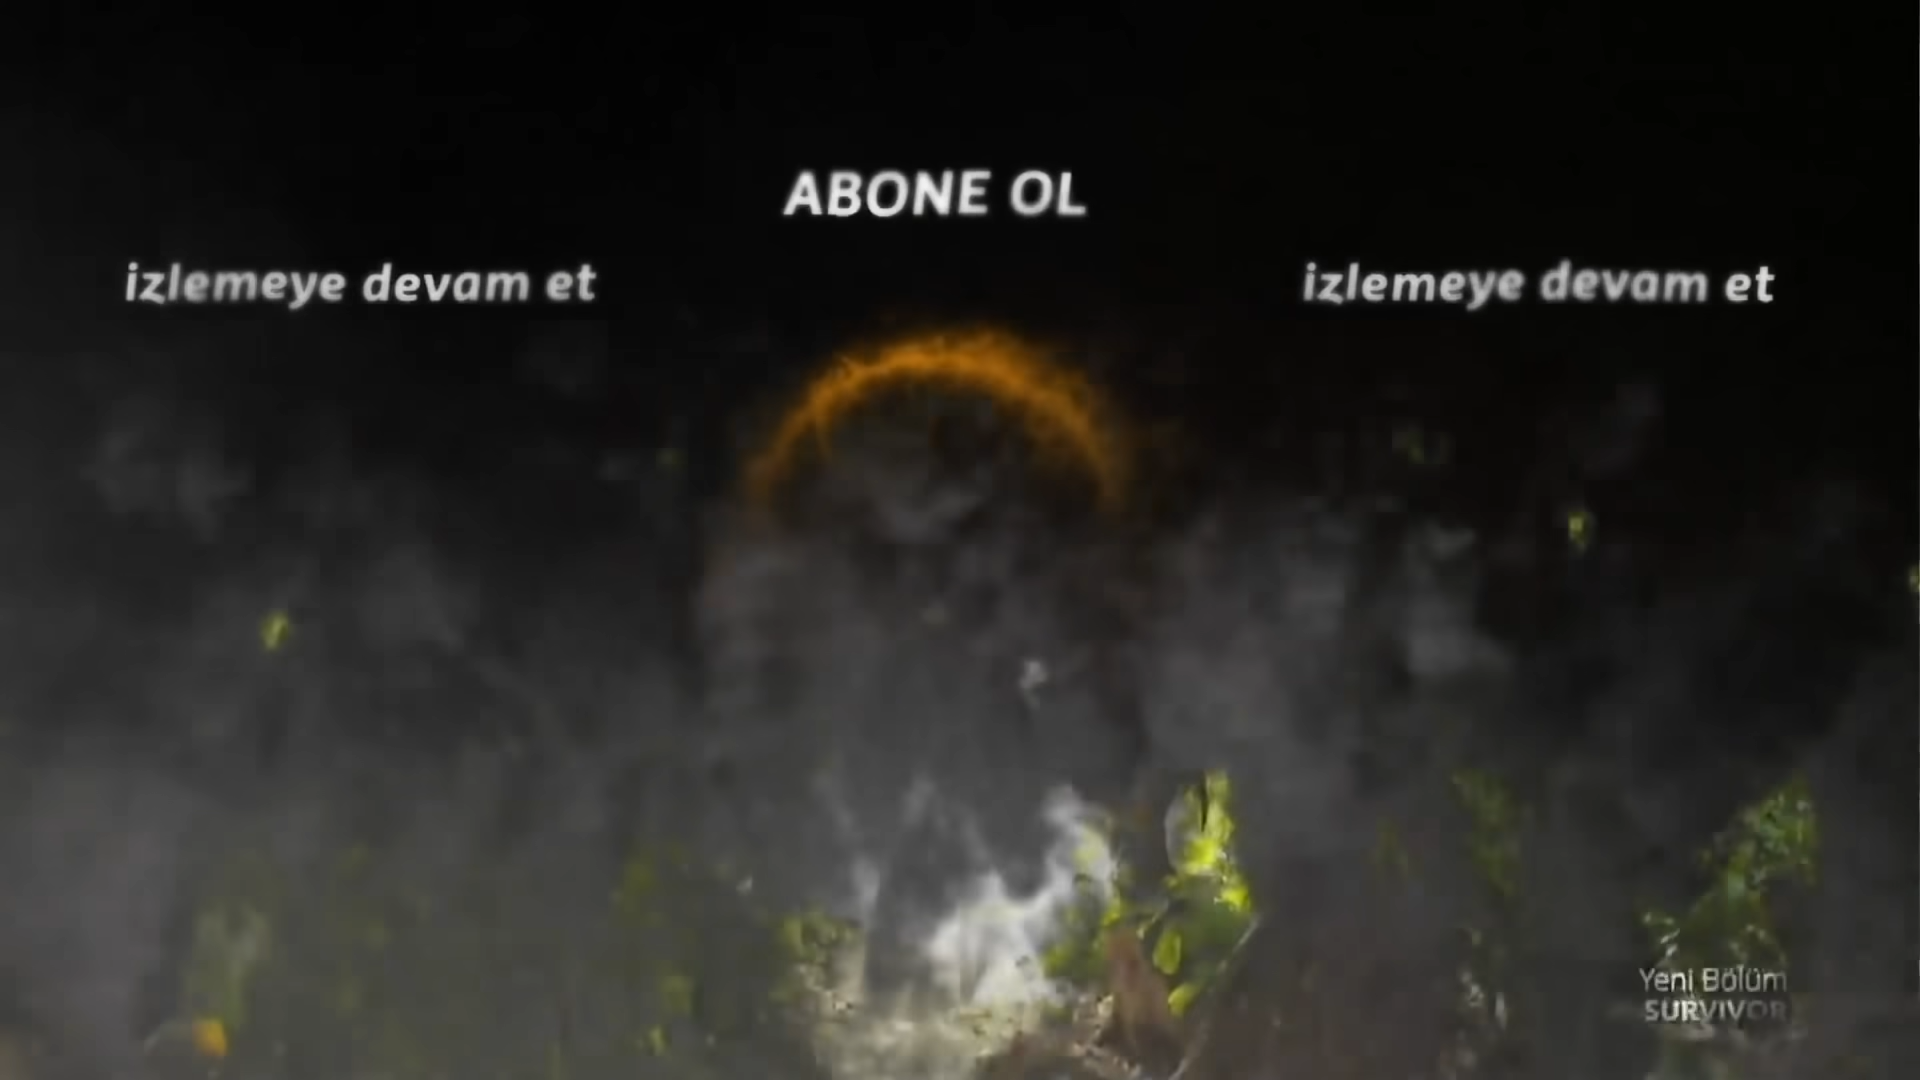 ABONE OL
izlemeye devam et
izlemeye devam et
Yeni Bölüm
SURVIVOR